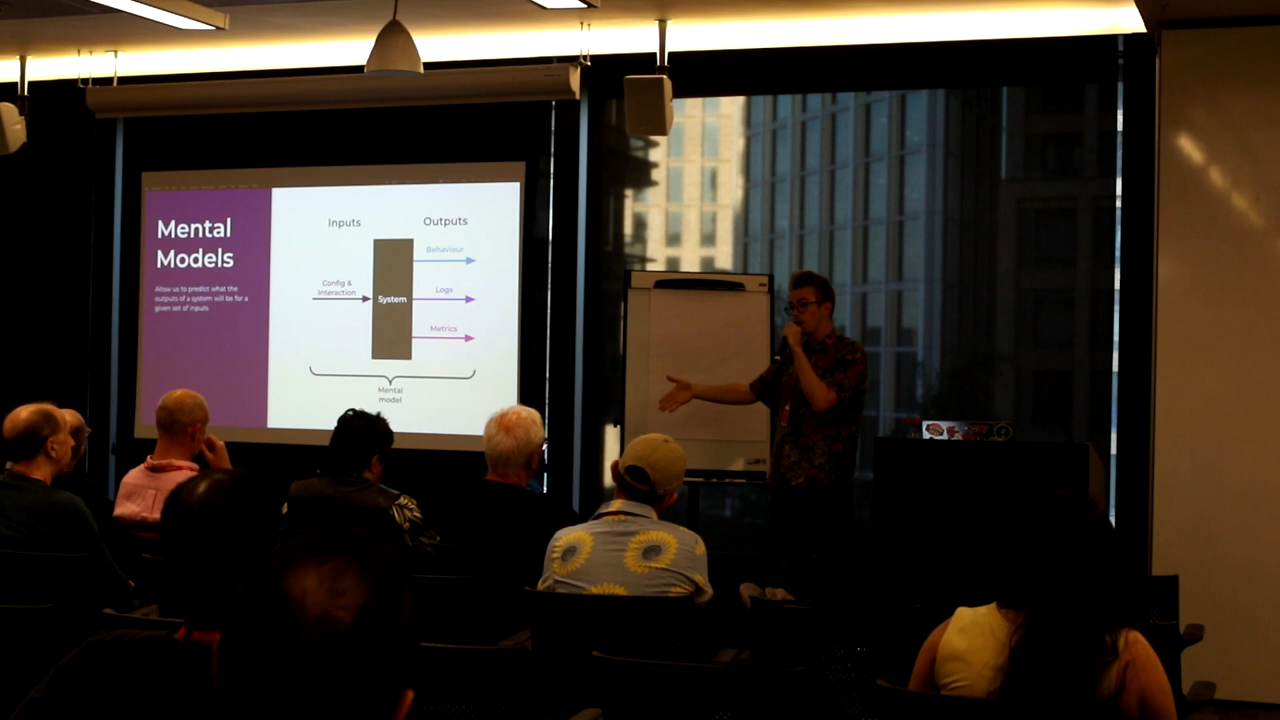 Mental
Models
Allow us to predict what the
outputs of a system will be for a
given set of inputs
Inputs
Outputs
Behaviour
Config &
Interaction
System
Logs
Metrics
Mental
model